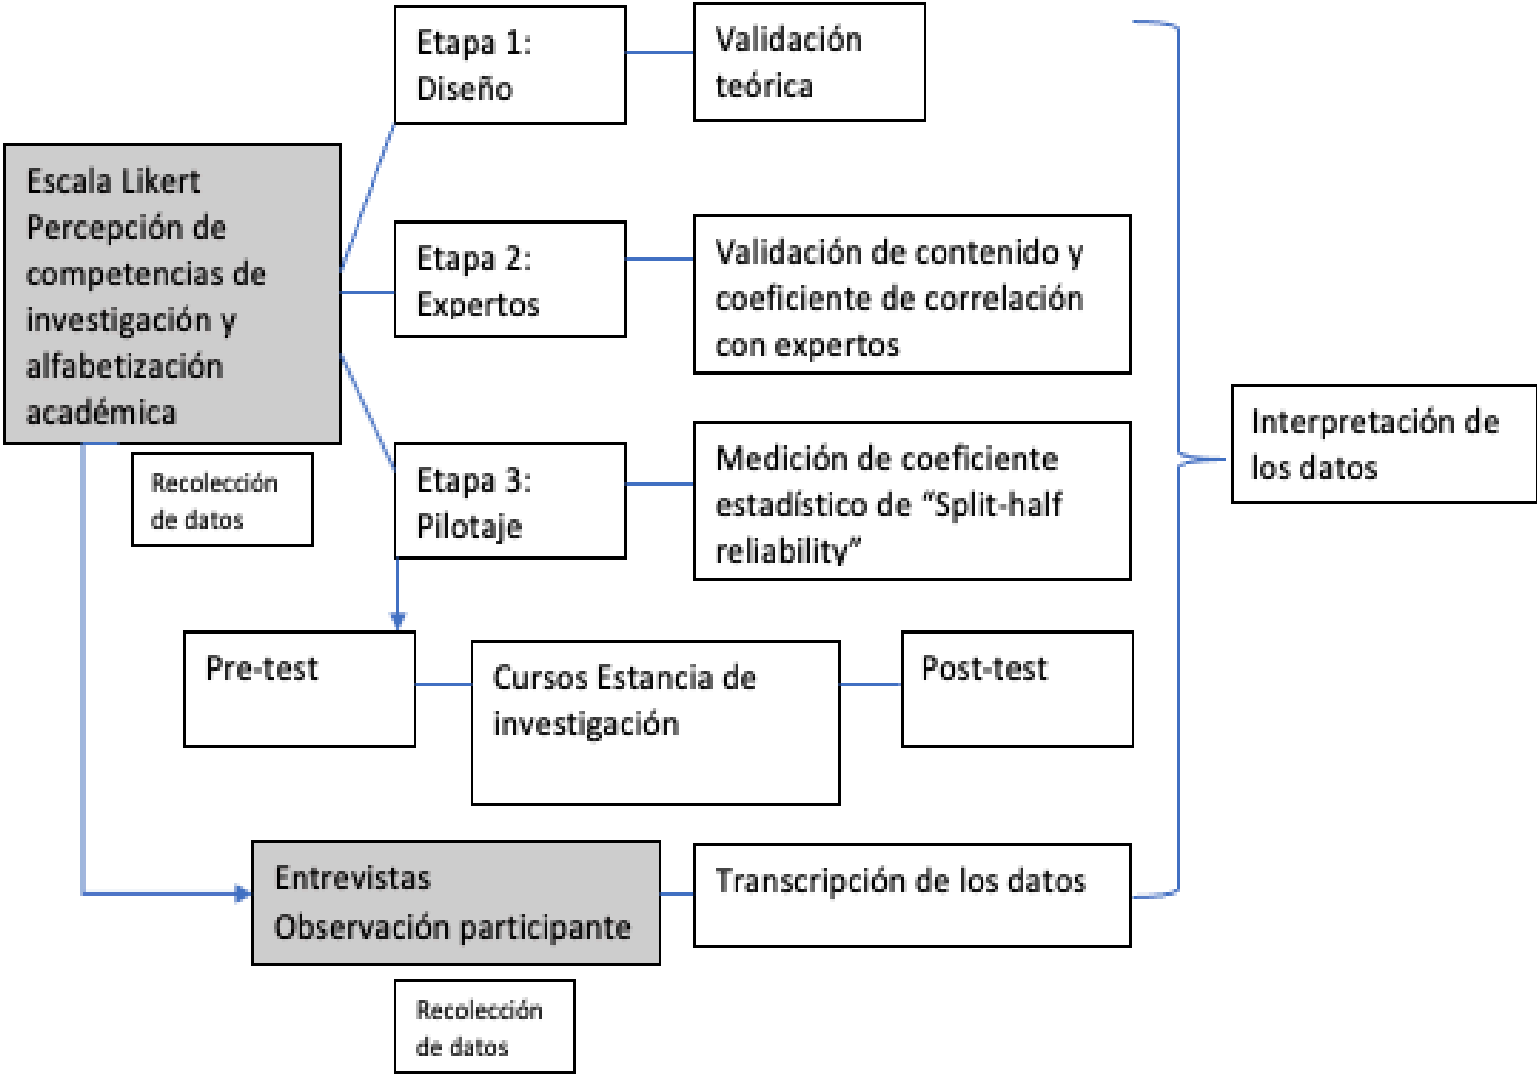 Etapa 1:
Diseño
Validación
teórica
Escala Likert
Percepción de
competencias de
investigación y
alfabetización
académica
Etapa 2:
Expertos
Validación de contenido y
coeficiente de correlación
con expertos
Recolección
de datos
Etapa 3:
Pilotaje
Medición de coeficiente
estadístico de “Split-half
reliability”
Interpretación de
los datos
Pre-test
Cursos Estancia de
investigación
Post-test
Entrevistas
Observación participante
Transcripción de los datos
Recolección
de datos